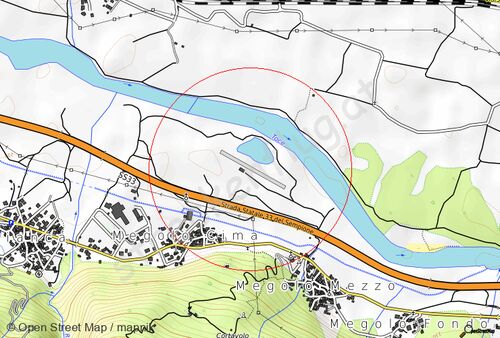 Toce
SS33
Strada Statale 33 del Sempione
Megolo Cima
Megolo Mezzo
Megolo Fondo
Cortavolo
© Open Street Map / mapnik